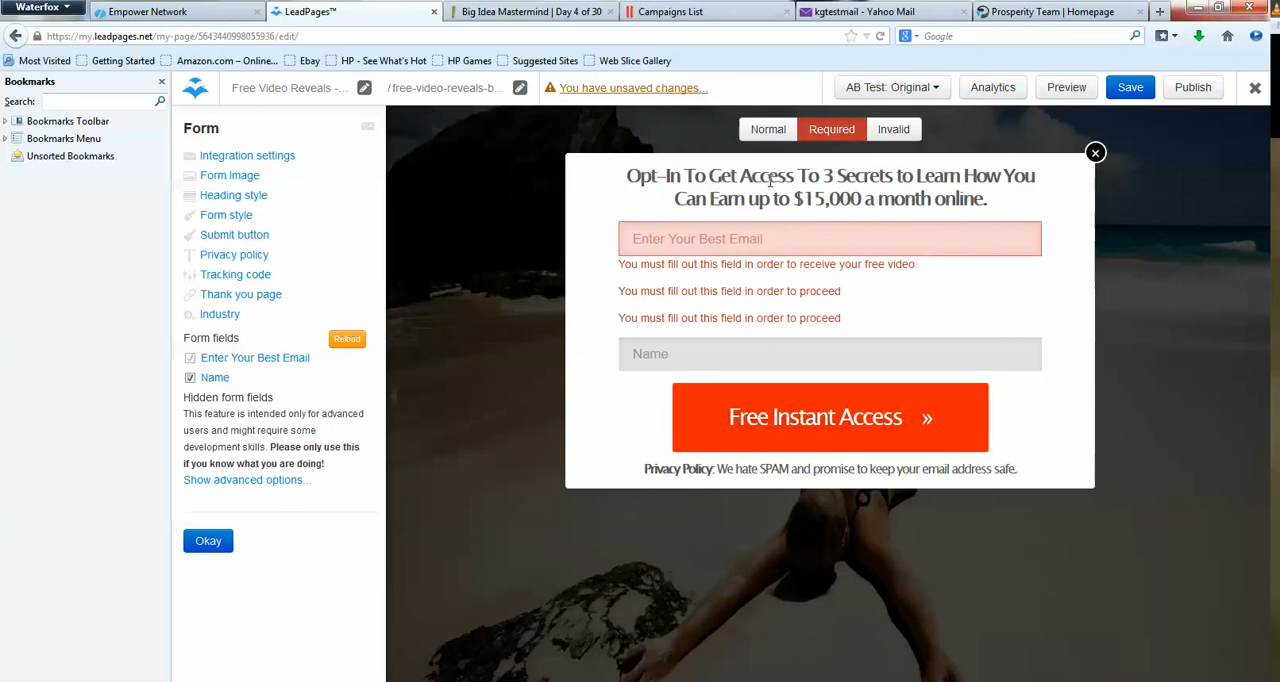 Waterfox
Empower Network
LeadPages™
Big Idea Mastermind | Day 4 of 30
Campaigns List
kgtestmail - Yahoo Mail
Prosperity Team | Homepage
https://my.leadpages.net/my-page/5643440998055936/edit/
Google
Most Visited
Getting Started
Amazon.com – Online...
Ebay
HP - See What's Hot
HP Games
Suggested Sites
Web Slice Gallery
Bookmarks
Search:
Bookmarks Toolbar
Bookmarks Menu
Unsorted Bookmarks
Free Video Reveals -...
/free-video-reveals-b...
You have unsaved changes...
AB Test: Original
Analytics
Preview
Save
Publish
Form
Integration settings
Form Image
Heading style
Form style
Submit button
Privacy policy
Tracking code
Thank you page
Industry
Form fields
Reload
Enter Your Best Email
Name
Hidden form fields
This feature is intended only for advanced
users and might require some
development skills. Please only use this
if you know what you are doing!
Show advanced options...
Okay
Normal
Required
Invalid
Opt-In To Get Access To 3 Secrets to Learn How You
Can Earn up to $15,000 a month online.
Enter Your Best Email
You must fill out this field in order to receive your free video.
You must fill out this field in order to proceed
You must fill out this field in order to proceed
Name
Free Instant Access »
Privacy Policy: We hate SPAM and promise to keep your email address safe.